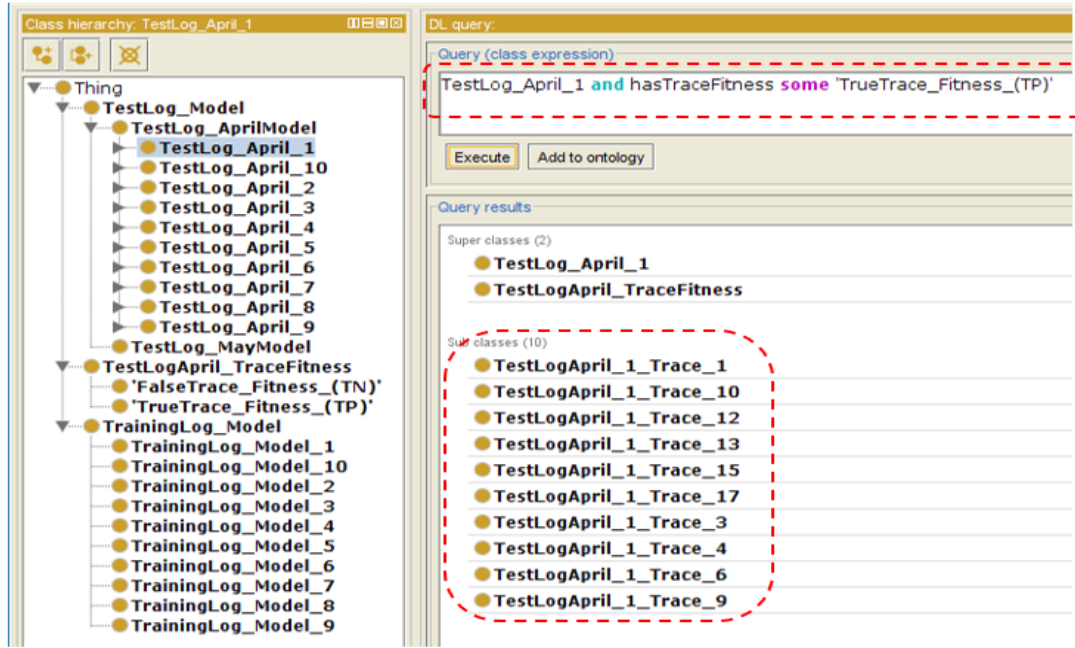 Class hierarchy: TestLog_April_1
Thing
TestLog_Model
TestLog_AprilModel
TestLog_April_1
TestLog_April_10
TestLog_April_2
TestLog_April_3
TestLog_April_4
TestLog_April_5
TestLog_April_6
TestLog_April_7
TestLog_April_8
TestLog_April_9
TestLog_MayModel
TestLogApril_TraceFitness
'FalseTrace_Fitness_(TN)'
'TrueTrace_Fitness_(TP)'
TrainingLog_Model
TrainingLog_Model_1
TrainingLog_Model_10
TrainingLog_Model_2
TrainingLog_Model_3
TrainingLog_Model_4
TrainingLog_Model_5
TrainingLog_Model_6
TrainingLog_Model_7
TrainingLog_Model_8
TrainingLog_Model_9
DL query:
Query (class expression)
TestLog_April_1 and hasTraceFitness some 'TrueTrace_Fitness_(TP)'
Execute Add to ontology
Query results
Super classes (2)
TestLog_April_1
TestLogApril_TraceFitness
Sub classes (10)
TestLogApril_1_Trace_1
TestLogApril_1_Trace_10
TestLogApril_1_Trace_12
TestLogApril_1_Trace_13
TestLogApril_1_Trace_15
TestLogApril_1_Trace_17
TestLogApril_1_Trace_3
TestLogApril_1_Trace_4
TestLogApril_1_Trace_6
TestLogApril_1_Trace_9